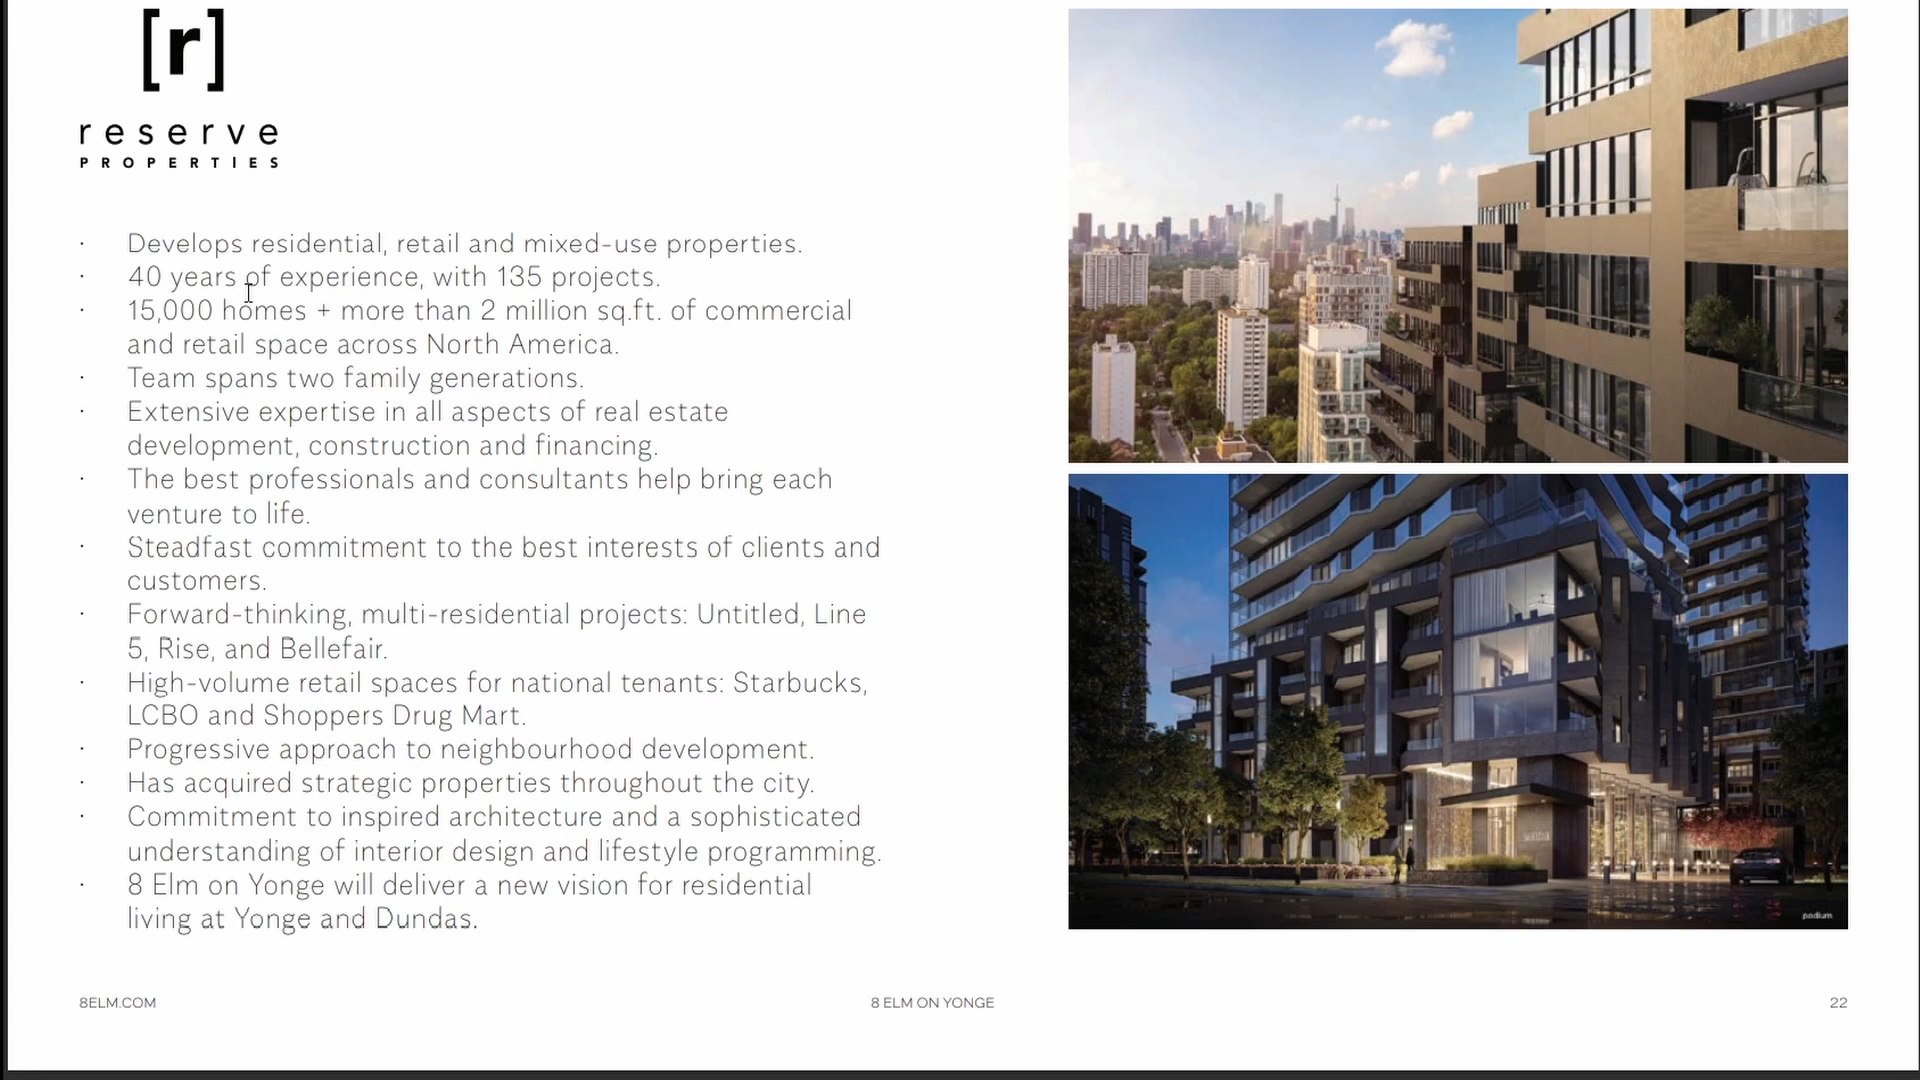 [r]
reserve
PROPERTIES
· Develops residential, retail and mixed-use properties.
· 40 years of experience, with 135 projects.
· 15,000 homes + more than 2 million sq.ft. of commercial
and retail space across North America.
· Team spans two family generations.
· Extensive expertise in all aspects of real estate
development, construction and financing.
· The best professionals and consultants help bring each
venture to life.
· Steadfast commitment to the best interests of clients and
customers.
· Forward-thinking, multi-residential projects: Untitled, Line
5, Rise, and Bellefair.
· High-volume retail spaces for national tenants: Starbucks,
LCBO and Shoppers Drug Mart.
· Progressive approach to neighbourhood development.
· Has acquired strategic properties throughout the city.
· Commitment to inspired architecture and a sophisticated
understanding of interior design and lifestyle programming.
· 8 Elm on Yonge will deliver a new vision for residential
living at Yonge and Dundas.
podium
8ELM.COM
8 ELM ON YONGE
22